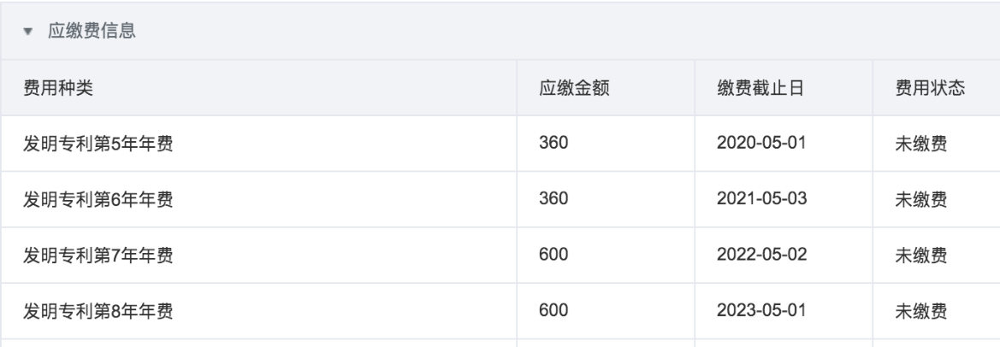 应缴费信息
费用种类 应缴金额 缴费截止日 费用状态
发明专利第5年年费 360 2020-05-01 未缴费
发明专利第6年年费 360 2021-05-03 未缴费
发明专利第7年年费 600 2022-05-02 未缴费
发明专利第8年年费 600 2023-05-01 未缴费